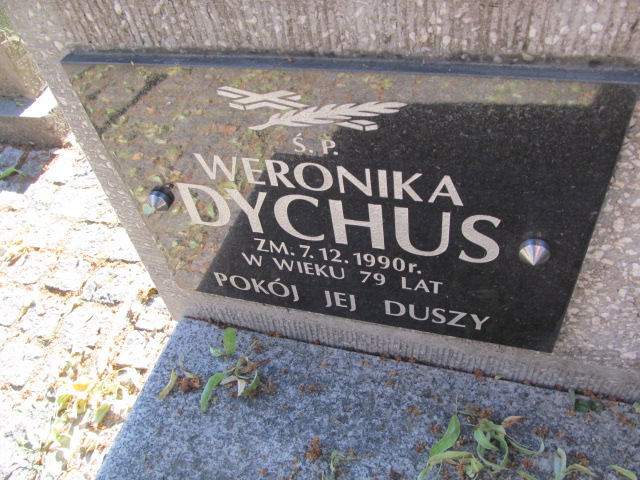 Ś. P.
WERONIKA
DYCHUS
ZM. 7. 12. 1990r.
W WIEKU 79 LAT
POKÓJ JEJ DUSZY